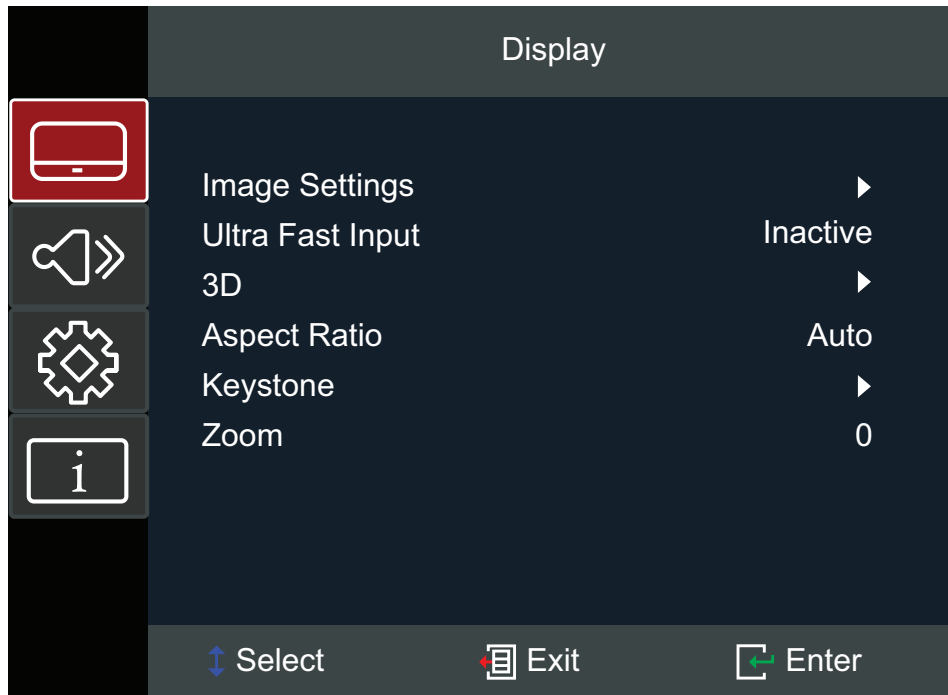 Display
Image Settings
Ultra Fast Input Inactive
3D
Aspect Ratio Auto
Keystone
Zoom 0
i
Select Exit Enter